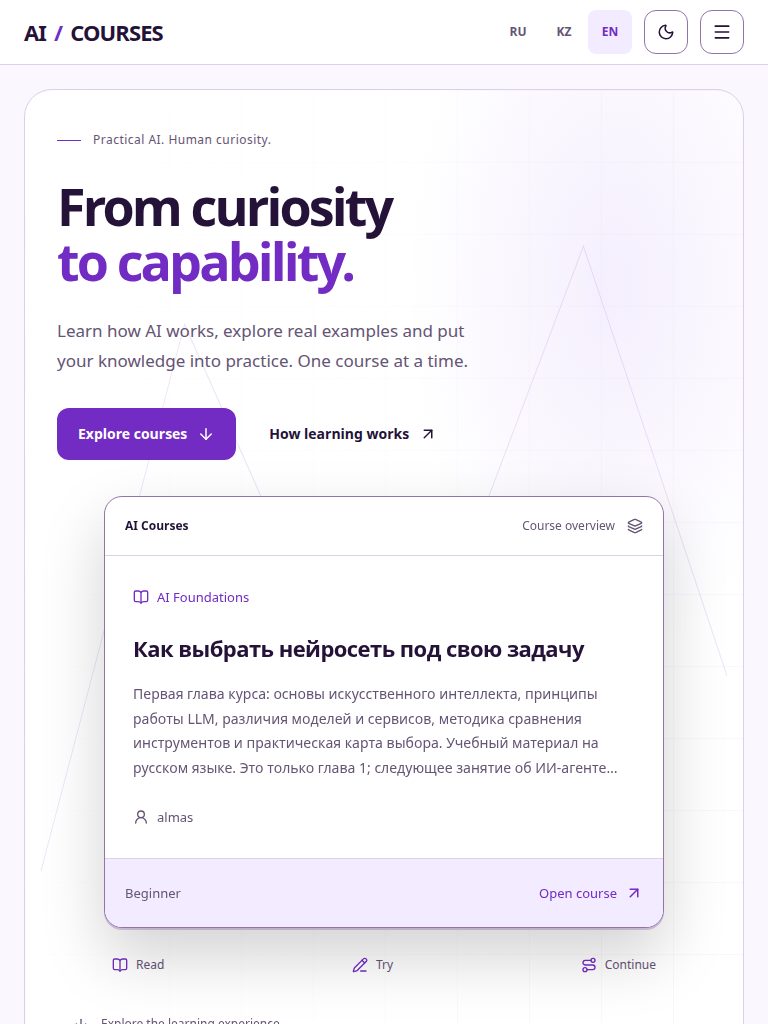 AI / COURSES
RU KZ EN
Practical AI. Human curiosity.
From curiosity
to capability.
Learn how AI works, explore real examples and put
your knowledge into practice. One course at a time.
Explore courses
How learning works
AI Courses
Course overview
AI Foundations
Как выбрать нейросеть под свою задачу
Первая глава курса: основы искусственного интеллекта, принципы
работы LLM, различия моделей и сервисов, методика сравнения
инструментов и практическая карта выбора. Учебный материал на
русском языке. Это только глава 1; следующее занятие об ИИ-агенте...
almas
Beginner
Open course
Read
Try
Continue
Explore the learning experience